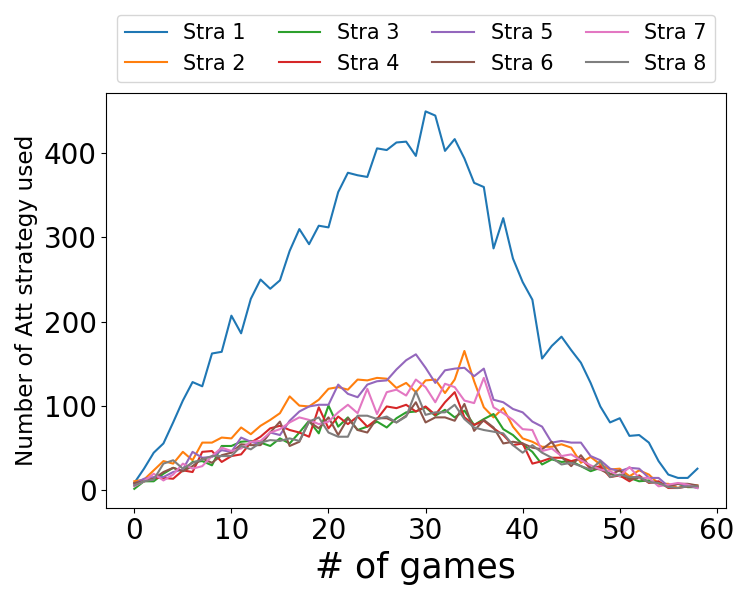 Stra 1 Stra 3 Stra 5 Stra 7
Stra 2 Stra 4 Stra 6 Stra 8
Number of Att strategy used
400
300
200
100
0
0 10 20 30 40 50 60
# of games